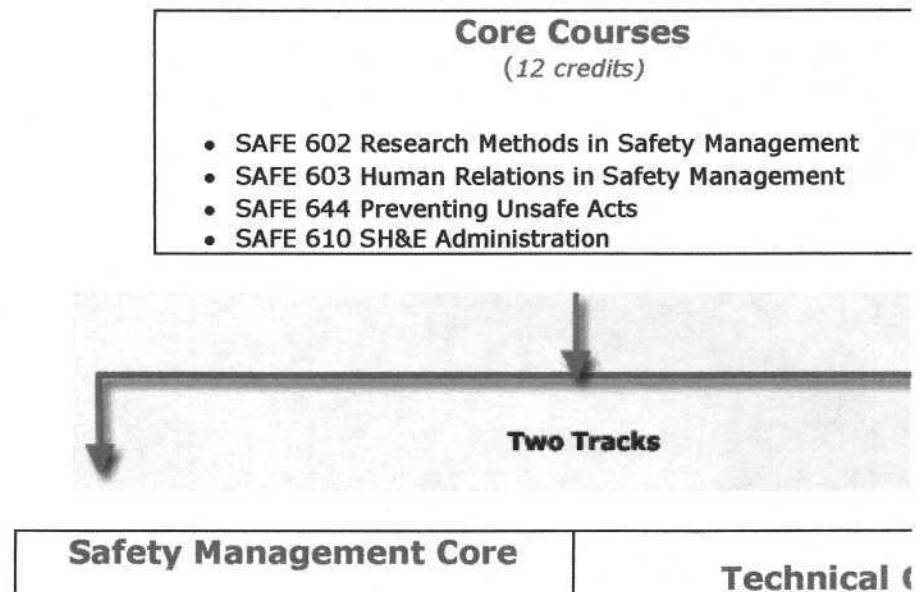 Core Courses
(12 credits)
• SAFE 602 Research Methods in Safety Management
• SAFE 603 Human Relations in Safety Management
• SAFE 644 Preventing Unsafe Acts
• SAFE 610 SH&E Administration
Two Tracks
Safety Management Core
Technical